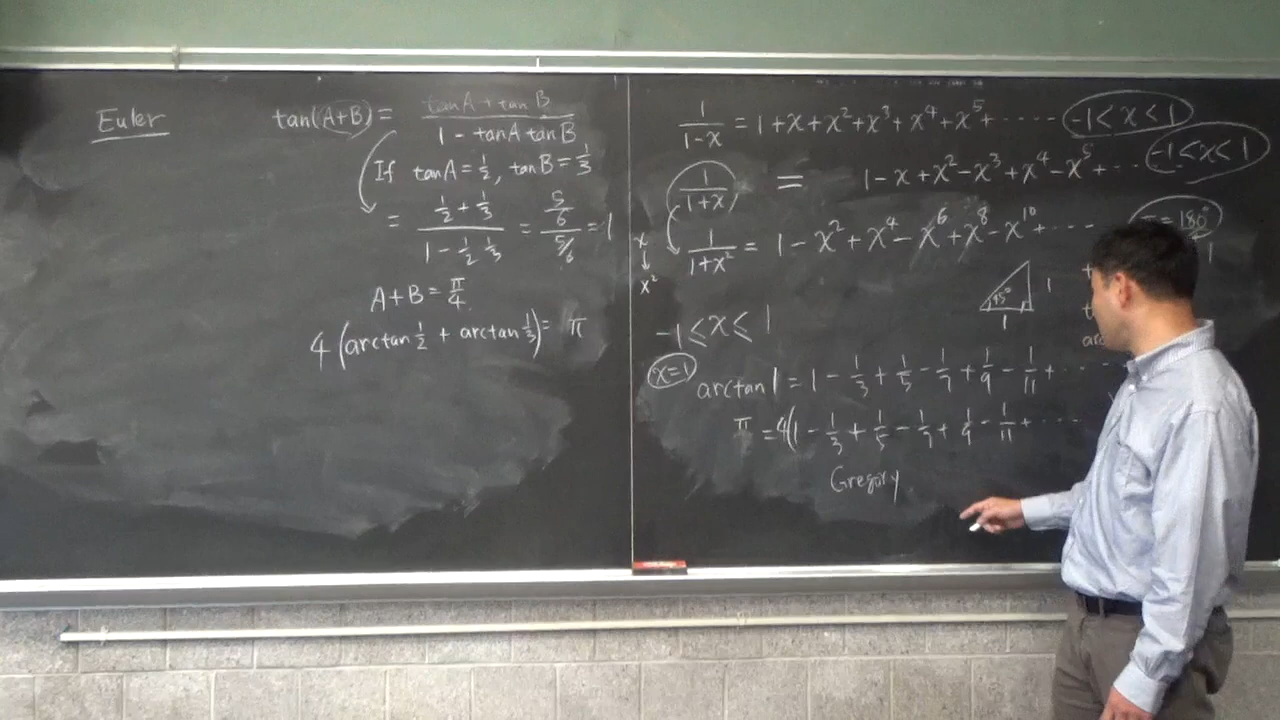 Euler
tan(A+B) = (tanA + tan B)/(1 - tanA tanB)
If tanA = 1/2, tanB = 1/3
= (1/2 + 1/3)/(1 - 1/2 1/3) = (5/6)/(5/6) = 1
A+B = π/4
4(arctan 1/2 + arctan 1/3) = π
1/(1-x) = 1+x+x²+x³+x⁴+x⁵+····· -1<x<1
1/(1+x) = 1-x+x²-x³+x⁴-x⁵+··· -1<x<1
x ↓ x²
1/(1+x²) = 1-x²+x⁴-x⁶+x⁸-x¹⁰+····
= 180°
1
45° 1
1
-1≤x≤1
x=1
arctan 1 = 1 - 1/3 + 1/5 - 1/7 + 1/9 - 1/11 + ···
π = 4(1 - 1/3 + 1/5 - 1/7 + 1/9 - 1/11 + ····
Gregory